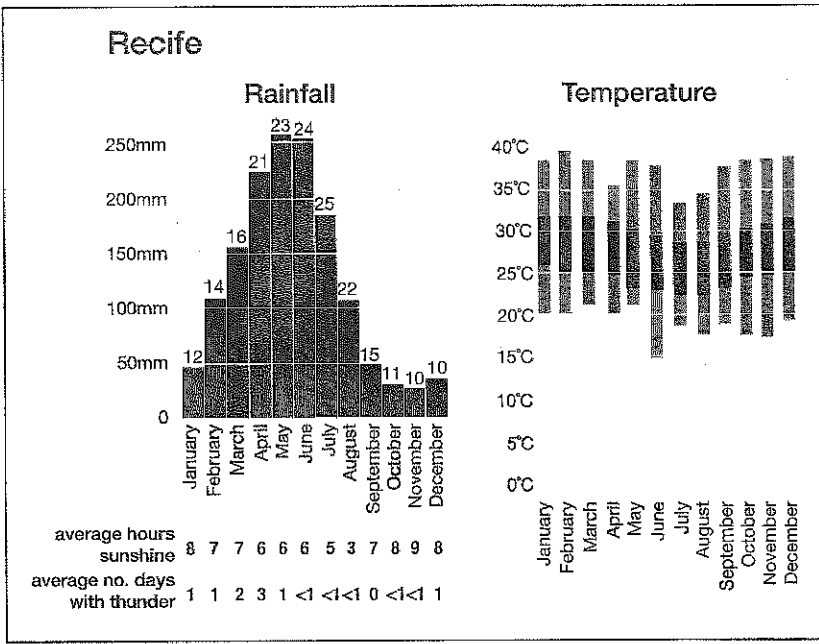 Recife
Rainfall
250mm
200mm
150mm
100mm
50mm
0
12
14
16
21
23
24
25
22
15
11
10
10
January
February
March
April
May
June
July
August
September
October
November
December
average hours
sunshine 8 7 7 6 6 6 5 3 7 8 9 8
average no. days
with thunder 1 1 2 3 1 <1 <1 <1 0 <1 <1 1
Temperature
40°C
35°C
30°C
25°C
20°C
15°C
10°C
5°C
0°C
January
February
March
April
May
June
July
August
September
October
November
December